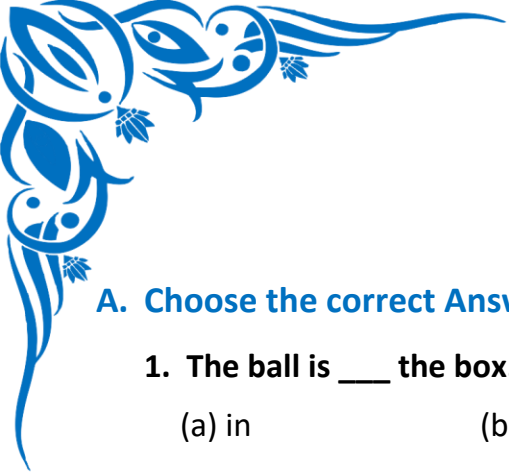 A. Choose the correct
1. The ball is ___ the box
(a) in (b